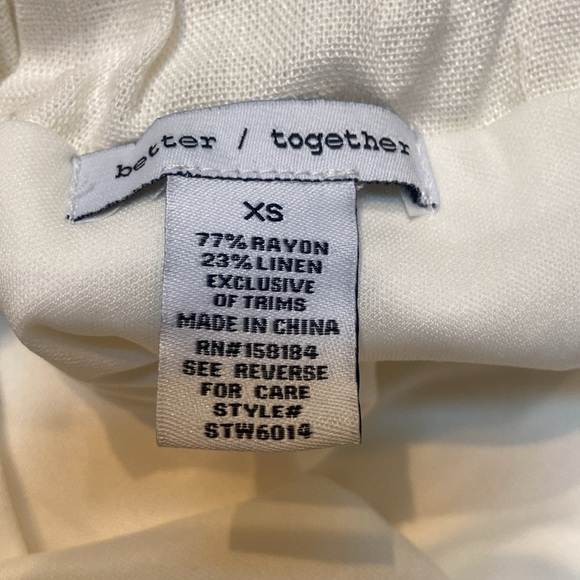 better / together
XS
77% RAYON
23% LINEN
EXCLUSIVE
OF TRIMS
MADE IN CHINA
RN#158184
SEE REVERSE
FOR CARE
STYLE#
STW6014